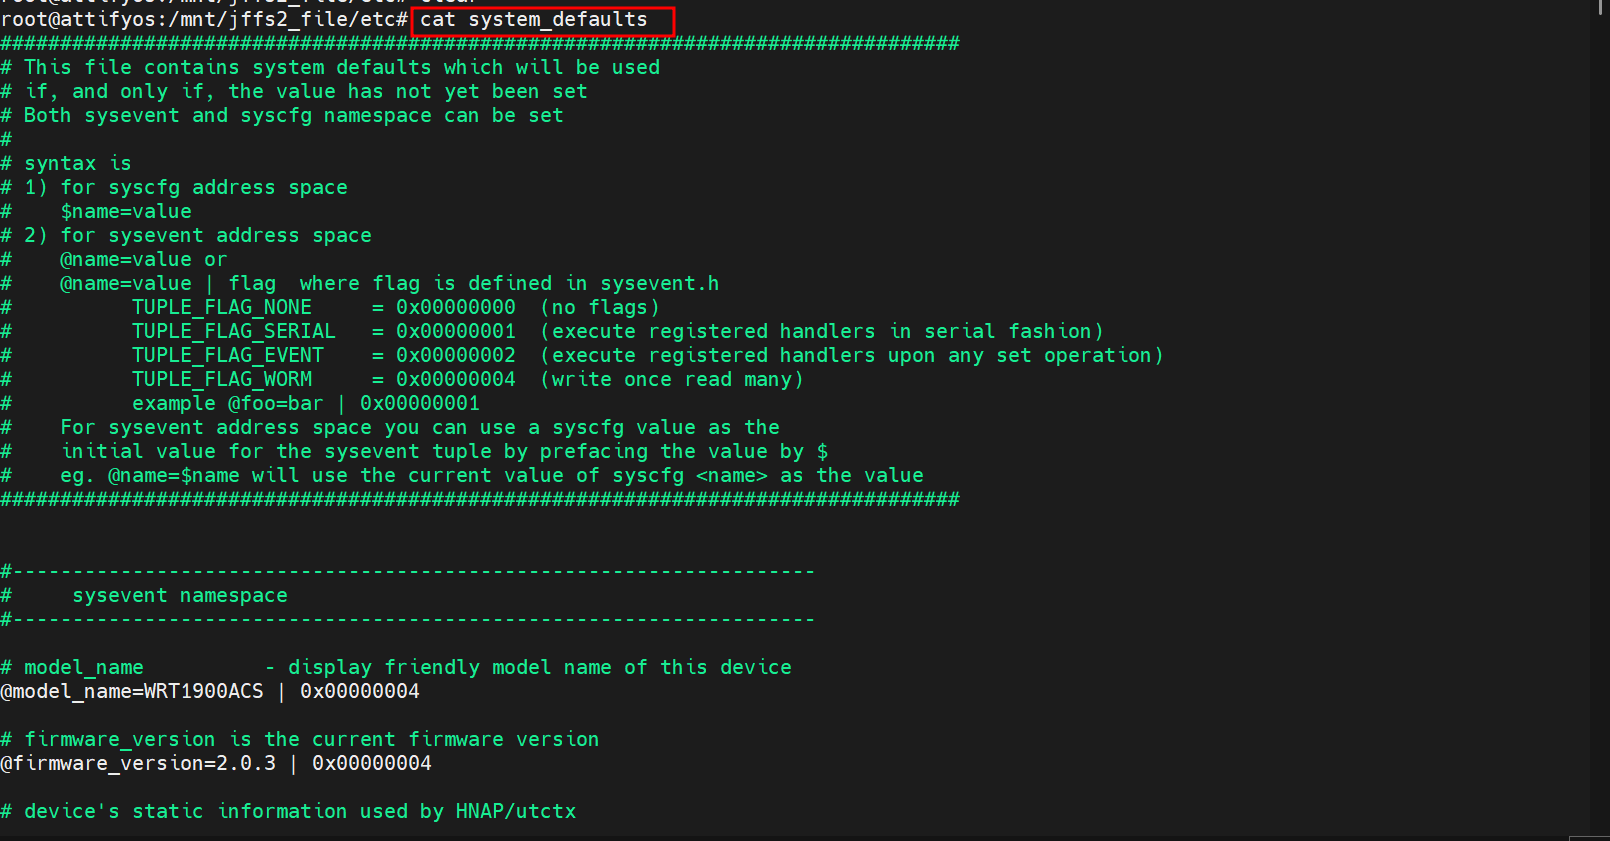 root@attifyos:/mnt/jffs2_file/etc# clear
root@attifyos:/mnt/jffs2_file/etc# cat system_defaults
################################################################################
# This file contains system defaults which will be used
# if, and only if, the value has not yet been set
# Both sysevent and syscfg namespace can be set
#
# syntax is
# 1) for syscfg address space
#    $name=value
# 2) for sysevent address space
#    @name=value or
#    @name=value | flag  where flag is defined in sysevent.h
#          TUPLE_FLAG_NONE     = 0x00000000  (no flags)
#          TUPLE_FLAG_SERIAL   = 0x00000001  (execute registered handlers in serial fashion)
#          TUPLE_FLAG_EVENT    = 0x00000002  (execute registered handlers upon any set operation)
#          TUPLE_FLAG_WORM     = 0x00000004  (write once read many)
#          example @foo=bar | 0x00000001
#    For sysevent address space you can use a syscfg value as the
#    initial value for the sysevent tuple by prefacing the value by $
#    eg. @name=$name will use the current value of syscfg <name> as the value
################################################################################
#-------------------------------------------------------------------
#     sysevent namespace
#-------------------------------------------------------------------
# model_name          - display friendly model name of this device
@model_name=WRT1900ACS | 0x00000004
# firmware_version is the current firmware version
@firmware_version=2.0.3 | 0x00000004
# device's static information used by HNAP/utctx